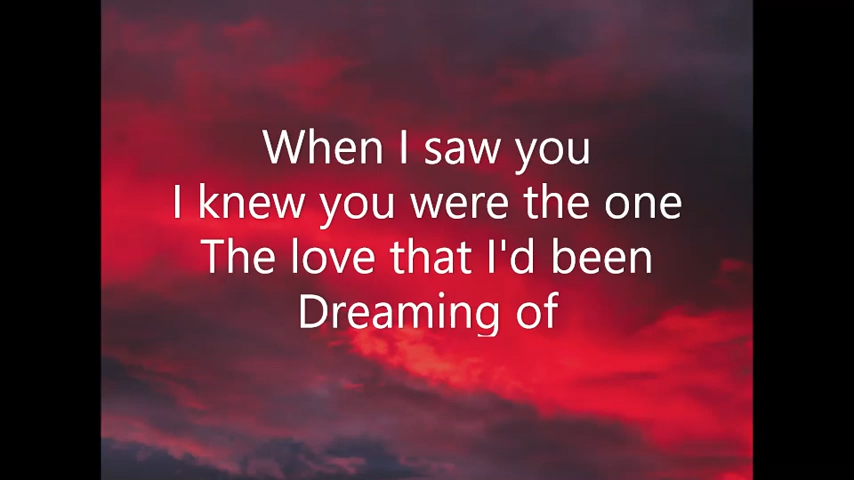 When I saw you
I knew you were the one
The love that I'd been
Dreaming of